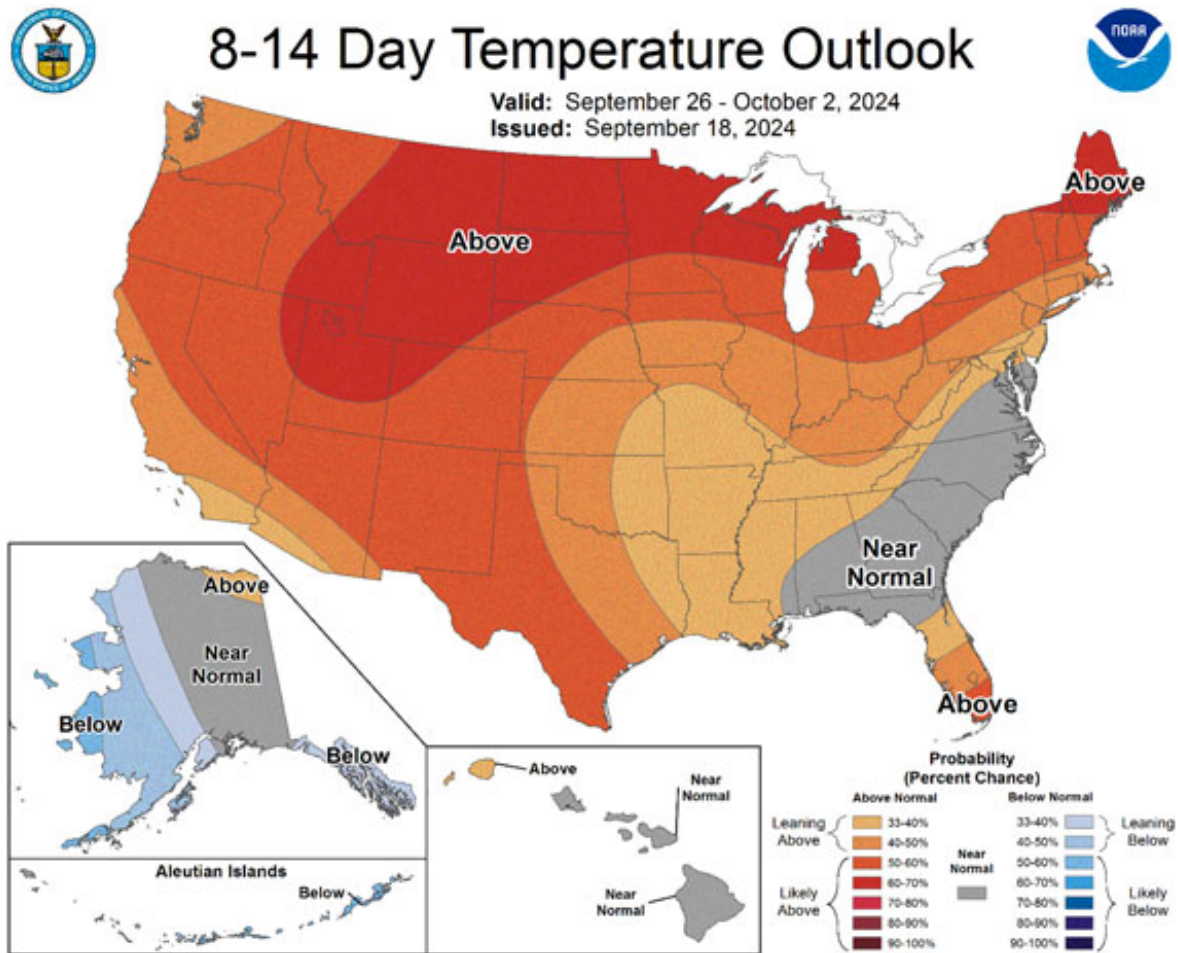 8-14 Day Temperature Outlook
NOAA
Valid: September 26 - October 2, 2024
Issued: September 18, 2024
Above
Above
Near
Normal
Above
Above
Near
Normal
Below
Below
Aleutian Islands
Below
Above
Near
Normal
Near
Normal
Probability
(Percent Chance)
Above Normal
Below Normal
Leaning
Above
33-40%
40-50%
Likely
Above
50-60%
60-70%
70-80%
80-90%
90-100%
Near
Normal
33-40%
40-50%
Leaning
Below
50-60%
60-70%
70-80%
80-90%
90-100%
Likely
Below